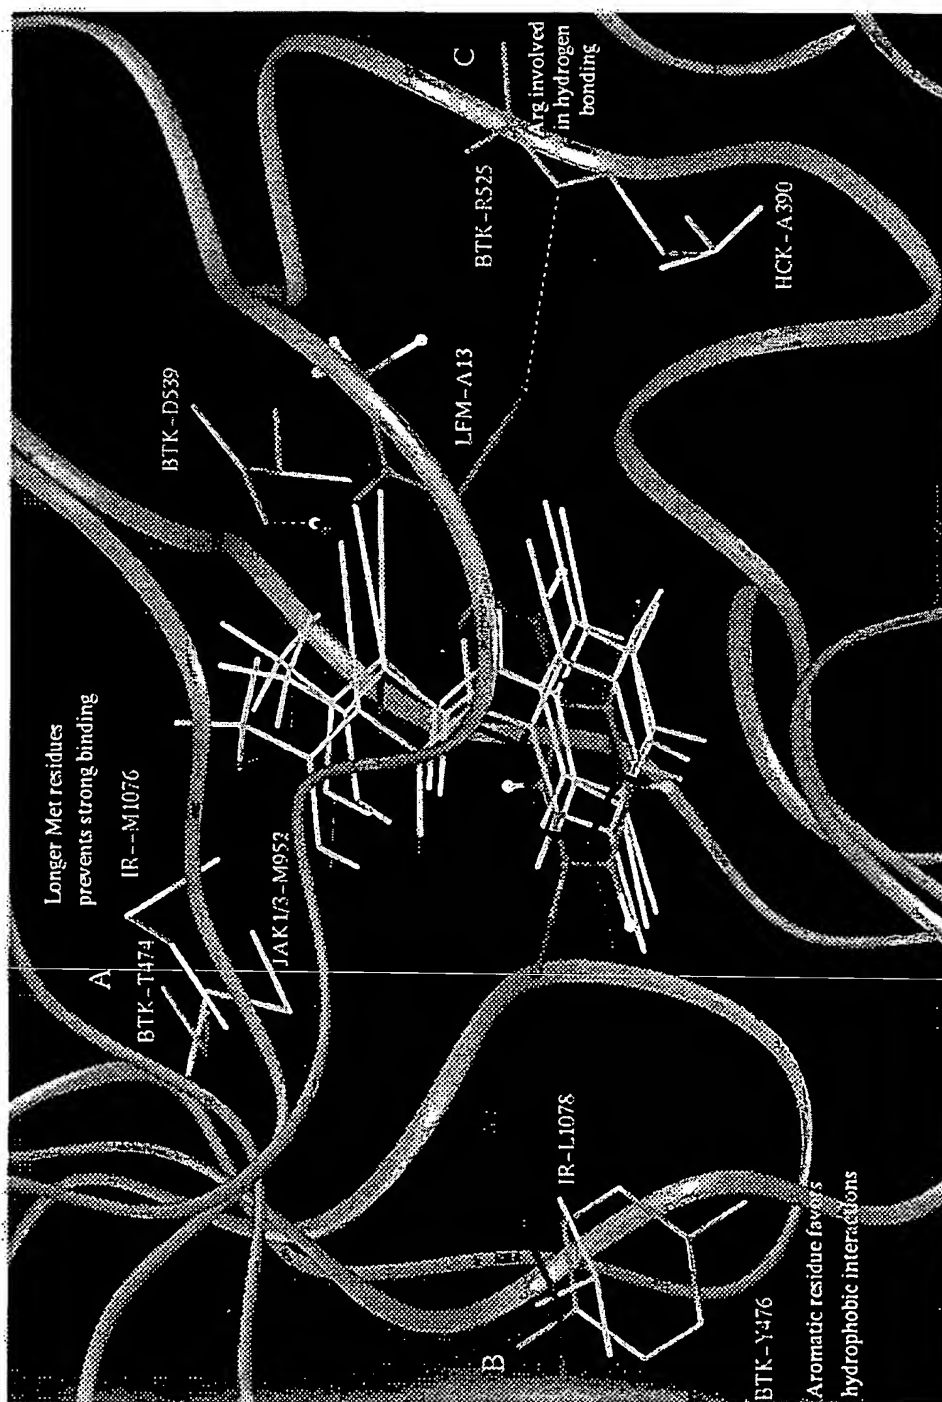 A
Longer Met residues
prevents strong binding
IR--M1076
BTK-T474
JAK1/3-M952
BTK-D539
LFM-A13
C
Arg involved
in hydrogen
bonding
BTK-R525
HCK-A390
B
IR-L1078
BTK-Y476
Aromatic residue favors
hydrophobic interactions